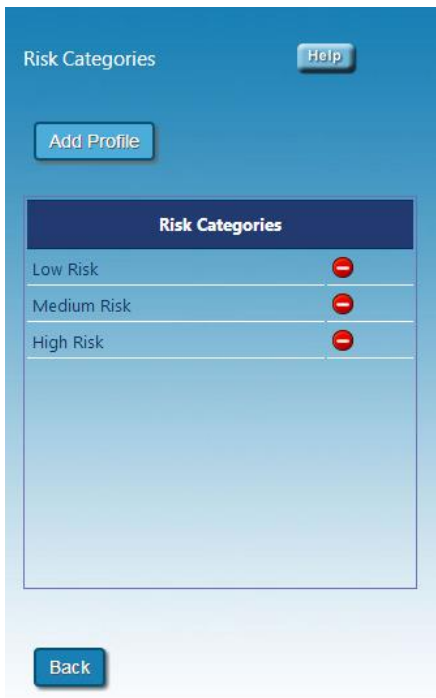 Risk Categories
Help
Add Profile
Risk Categories
Low Risk
Medium Risk
High Risk
Back